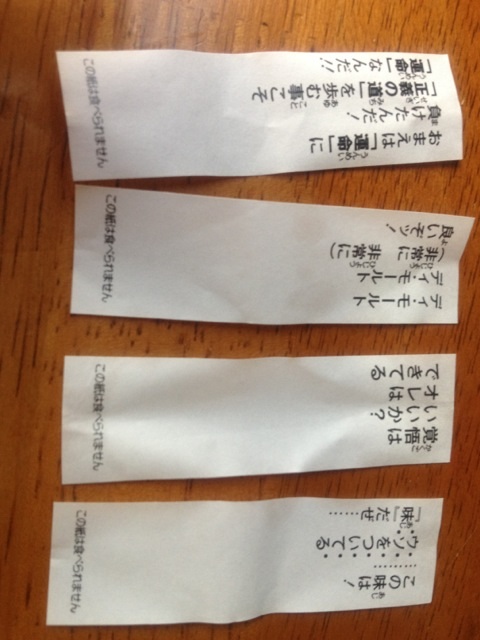 おまえは「運命」に
負けたんだ！
「正義の道」を歩む事こそ
「運命」なんだ！！
この紙は食べられません
ディ・モールト
ディ・モールト
（非常に 非常に）
良いぞッ！
この紙は食べられません
覚悟は
いいか？
オレは
できてる
この紙は食べられません
この味は！
………
ウソをついてる
『味』だぜ……
この紙は食べられません